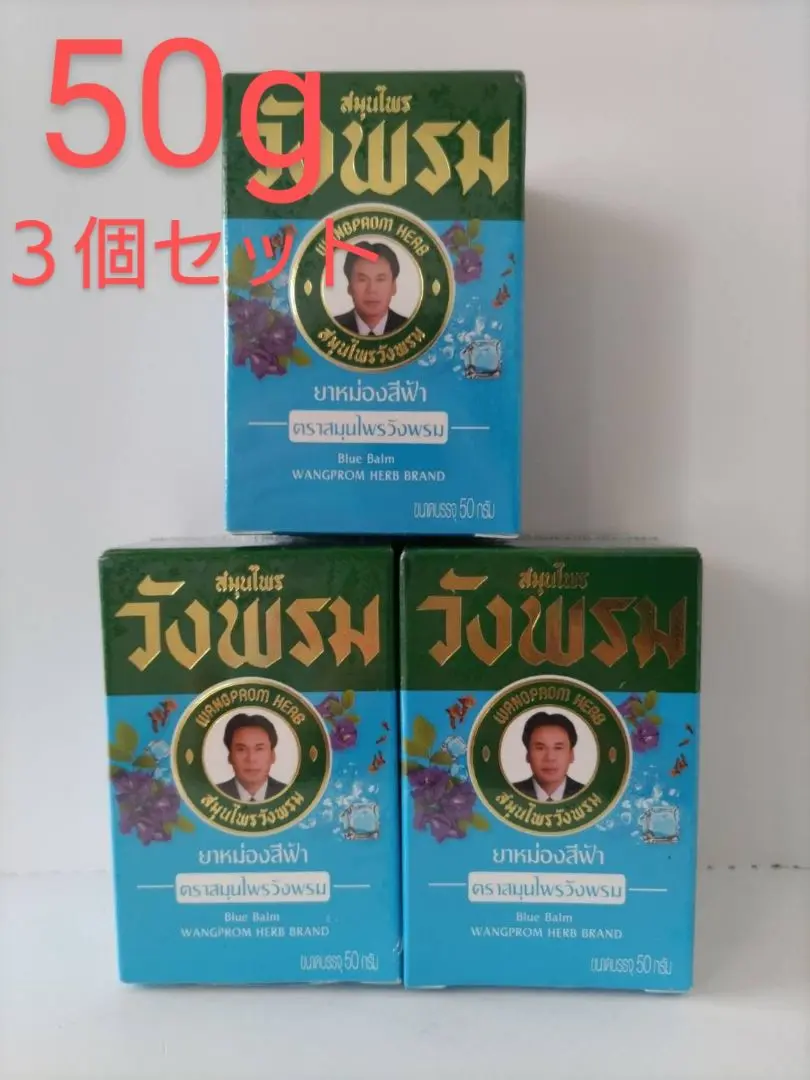 50g
３個セット
สมุนไพร
วังพรม
WANGPROM HERB
สมุนไพรวังพรม
ยาหม่องสีฟ้า
ตราสมุนไพรวังพรม
Blue Balm
WANGPROM HERB BRAND
ขนาดบรรจุ 50 กรัม
สมุนไพร
วังพรม
WANGPROM HERB
สมุนไพรวังพรม
ยาหม่องสีฟ้า
ตราสมุนไพรวังพรม
Blue Balm
WANGPROM HERB BRAND
ขนาดบรรจุ 50 กรัม
สมุนไพร
วังพรม
WANGPROM HERB
สมุนไพรวังพรม
ยาหม่องสีฟ้า
ตราสมุนไพรวังพรม
Blue Balm
WANGPROM HERB BRAND
ขนาดบรรจุ 50 กรัม